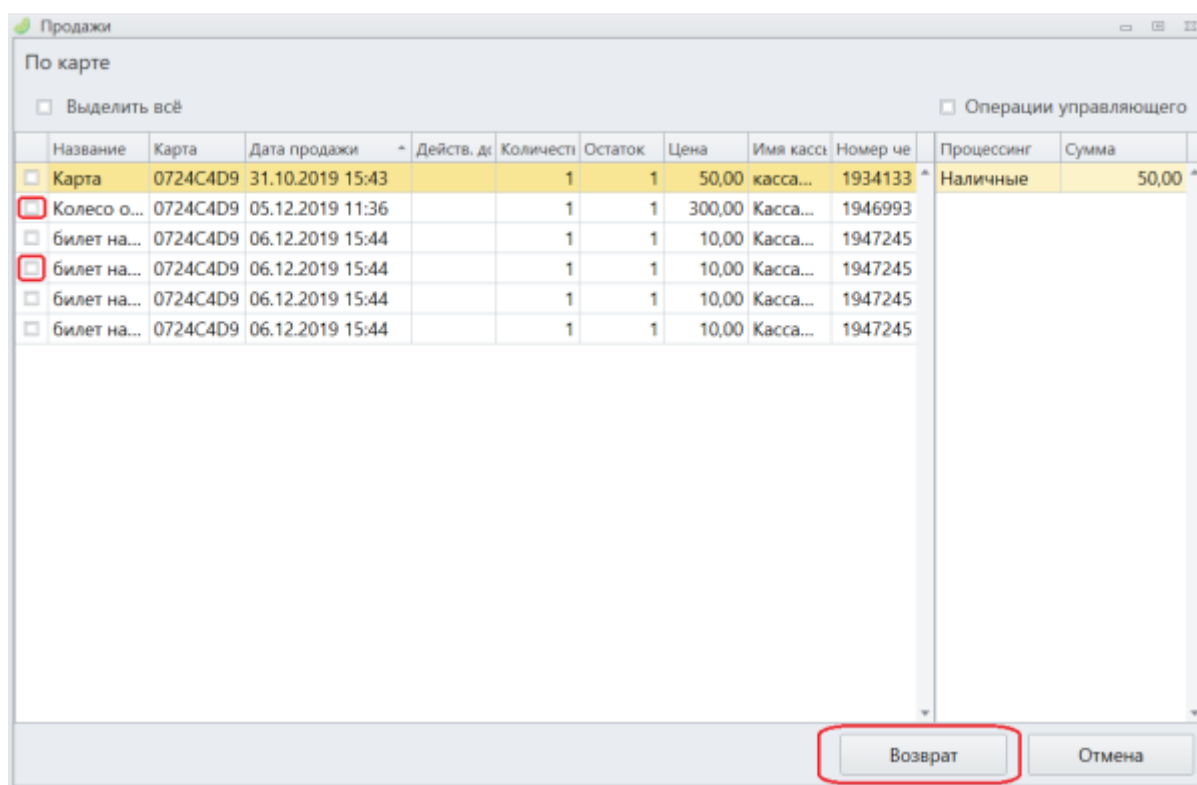 Продажи
По карте
Выделить всё Операции управляющего
Название Карта Дата продажи Действ. дс Количести Остаток Цена Имя кассы Номер че Процессинг Сумма
Карта 0724C4D9 31.10.2019 15:43 1 1 50,00 касса... 1934133 Наличные 50,00
Колесо о... 0724C4D9 05.12.2019 11:36 1 1 300,00 Касса... 1946993
билет на... 0724C4D9 06.12.2019 15:44 1 1 10,00 Касса... 1947245
билет на... 0724C4D9 06.12.2019 15:44 1 1 10,00 Касса... 1947245
билет на... 0724C4D9 06.12.2019 15:44 1 1 10,00 Касса... 1947245
билет на... 0724C4D9 06.12.2019 15:44 1 1 10,00 Касса... 1947245
Возврат Отмена